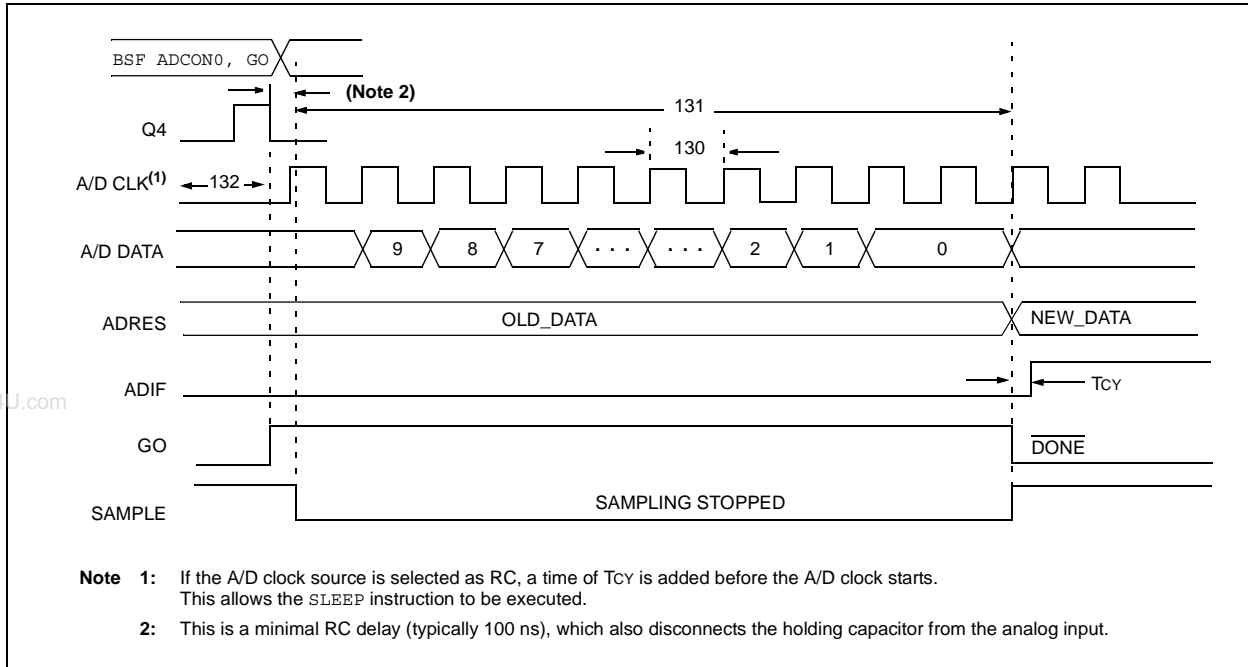 BSF ADCON0, GO
(Note 2)
131
Q4
130
A/D CLK(1)
132
A/D DATA
9 8 7 . . . . . . 2 1 0
ADRES
OLD_DATA
NEW_DATA
ADIF
TCY
4U.com
GO
DONE
SAMPLE
SAMPLING STOPPED
Note 1: If the A/D clock source is selected as RC, a time of TCY is added before the A/D clock starts.
This allows the SLEEP instruction to be executed.
2: This is a minimal RC delay (typically 100 ns), which also disconnects the holding capacitor from the analog input.